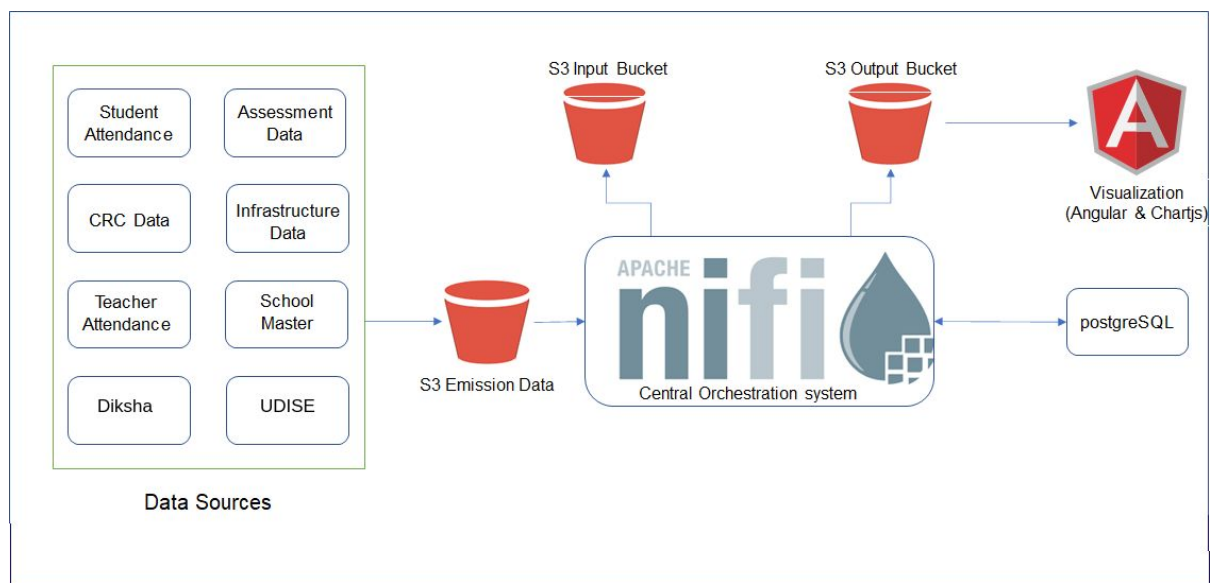 S3 Input Bucket
S3 Output Bucket
Student
Attendance
Assessment
Data
CRC Data
Infrastructure
Data
Teacher
Attendance
School
Master
Diksha
UDISE
Data Sources
S3 Emission Data
APACHE
nifi
Central Orchestration system
A
Visualization
(Angular & Chartjs)
postgreSQL